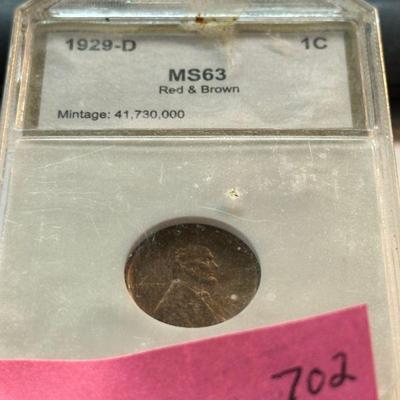 1929-D 1C
MS63
Red & Brown
Mintage: 41,730,000
702